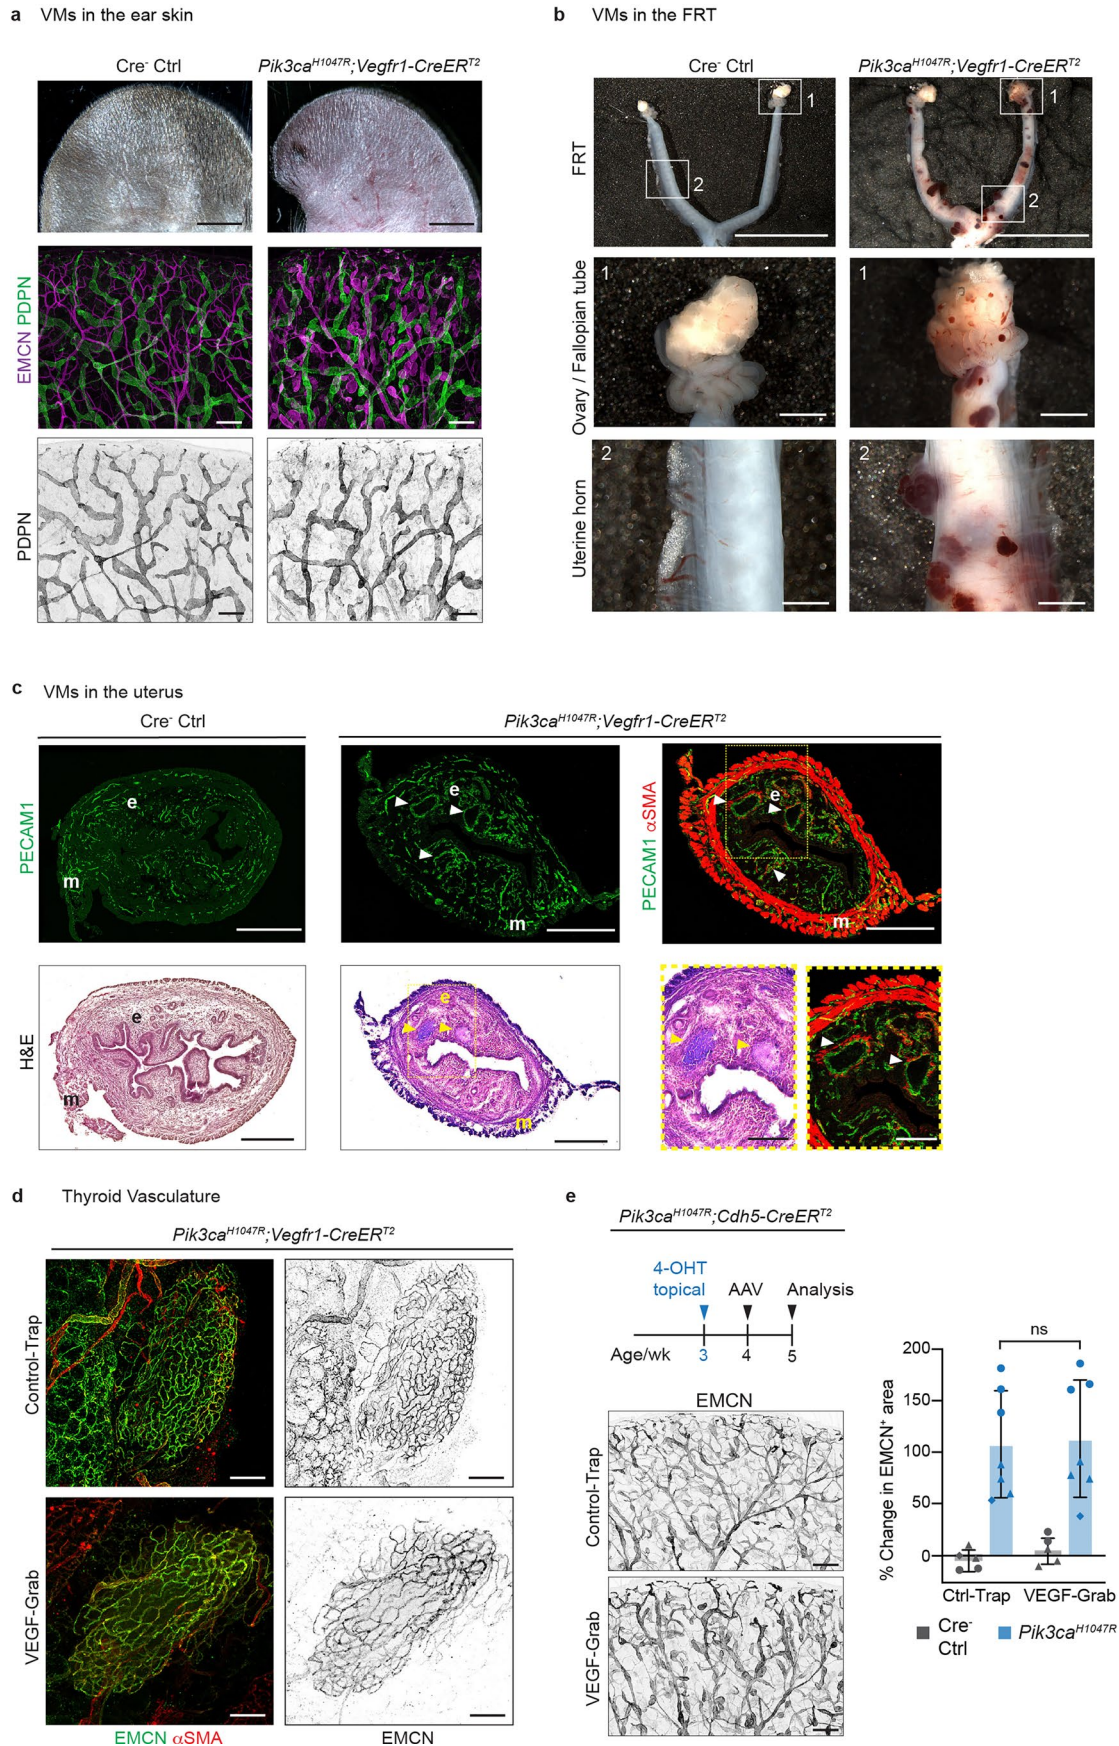 a VMs in the ear skin
Cre⁻ Ctrl
Pik3caᴴ¹⁰⁴⁷ᴿ;Vegfr1-CreERᵀ²
EMCN PDPN
PDPN
b VMs in the FRT
Cre⁻ Ctrl
Pik3caᴴ¹⁰⁴⁷ᴿ;Vegfr1-CreERᵀ²
FRT
1
2
1
2
Ovary / Fallopian tube
1
1
Uterine horn
2
2
c VMs in the uterus
Cre⁻ Ctrl
Pik3caᴴ¹⁰⁴⁷ᴿ;Vegfr1-CreERᵀ²
PECAM1
e
m
e
m
PECAM1 αSMA
e
m
H&E
e
m
e
m
d Thyroid Vasculature
Pik3caᴴ¹⁰⁴⁷ᴿ;Vegfr1-CreERᵀ²
Control-Trap
VEGF-Grab
EMCN αSMA
EMCN
e
Pik3caᴴ¹⁰⁴⁷ᴿ;Cdh5-CreERᵀ²
4-OHT
topical AAV Analysis
Age/wk 3 4 5
EMCN
Control-Trap
VEGF-Grab
% Change in EMCN⁺ area
ns
200
150
100
50
0
Ctrl-Trap VEGF-Grab
Cre⁻
Ctrl
Pik3caᴴ¹⁰⁴⁷ᴿ